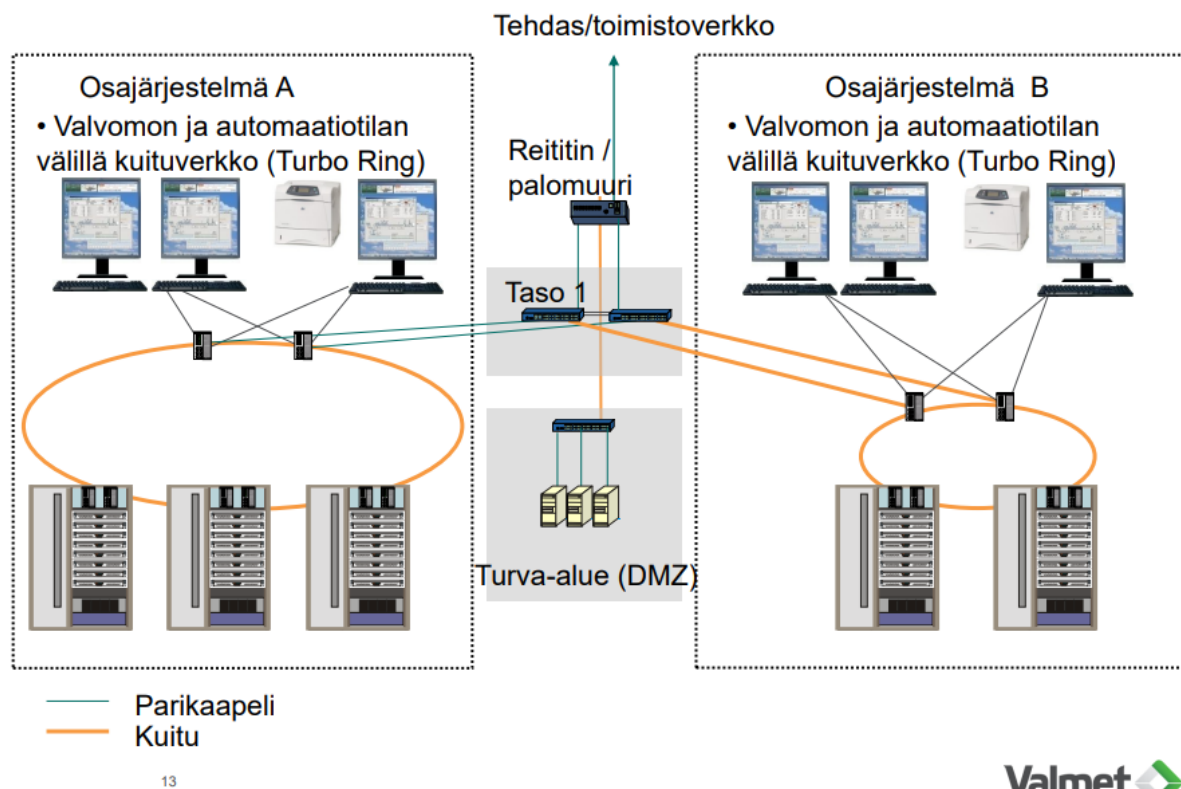 Tehdas/toimistoverkko
Osajärjestelmä A
• Valvomon ja automaatiotilan
välillä kuituverkko (Turbo Ring)
Reititin /
palomuuri
Osajärjestelmä B
• Valvomon ja automaatiotilan
välillä kuituverkko (Turbo Ring)
Taso 1
Turva-alue (DMZ)
Parikaapeli
Kuitu
13
Valmet